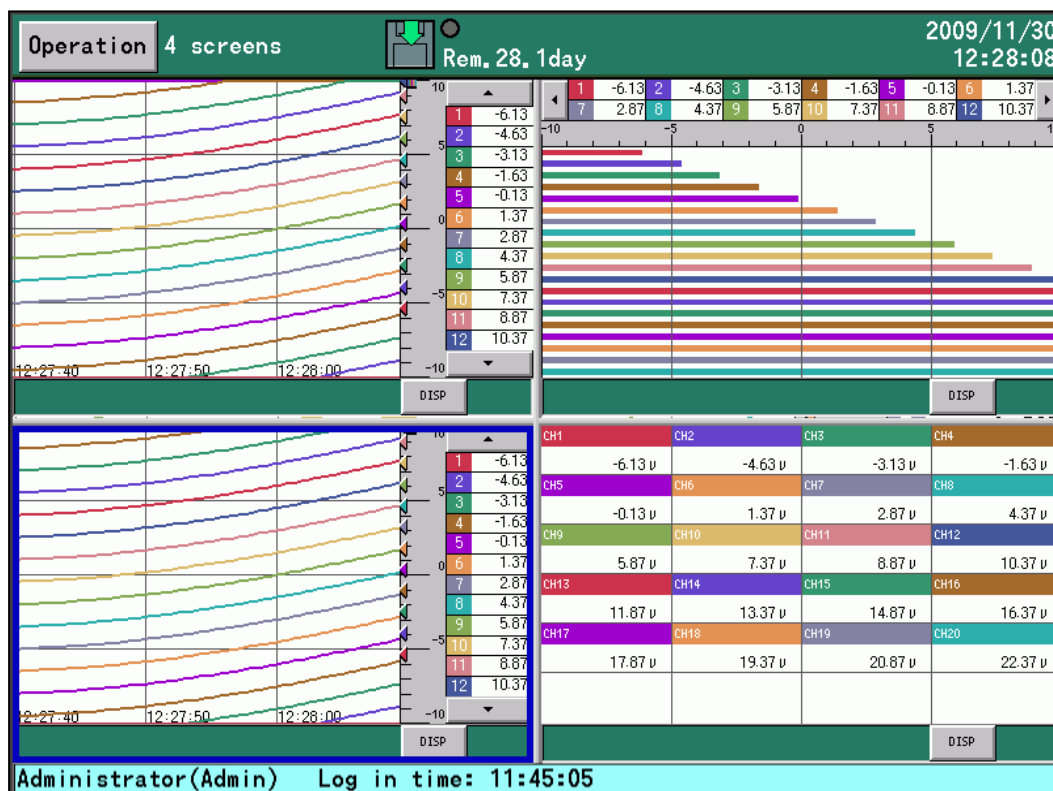 Operation 4 screens Rem.28.1day 2009/11/30 12:28:08
10
5
0
-5
-10
1 -6.13
2 -4.63
3 -3.13
4 -1.63
5 -0.13
6 1.37
7 2.87
8 4.37
9 5.87
10 7.37
11 8.87
12 10.37
12:27:40 12:27:50 12:28:00
DISP
1 -6.13 2 -4.63 3 -3.13 4 -1.63 5 -0.13 6 1.37
7 2.87 8 4.37 9 5.87 10 7.37 11 8.87 12 10.37
-10 -5 0 5
DISP
10
5
0
-5
-10
1 -6.13
2 -4.63
3 -3.13
4 -1.63
5 -0.13
6 1.37
7 2.87
8 4.37
9 5.87
10 7.37
11 8.87
12 10.37
12:27:40 12:27:50 12:28:00
DISP
CH1 CH2 CH3 CH4
-6.13 υ -4.63 υ -3.13 υ -1.63 υ
CH5 CH6 CH7 CH8
-0.13 υ 1.37 υ 2.87 υ 4.37 υ
CH9 CH10 CH11 CH12
5.87 υ 7.37 υ 8.87 υ 10.37 υ
CH13 CH14 CH15 CH16
11.87 υ 13.37 υ 14.87 υ 16.37 υ
CH17 CH18 CH19 CH20
17.87 υ 19.37 υ 20.87 υ 22.37 υ
DISP
Administrator(Admin) Log in time: 11:45:05